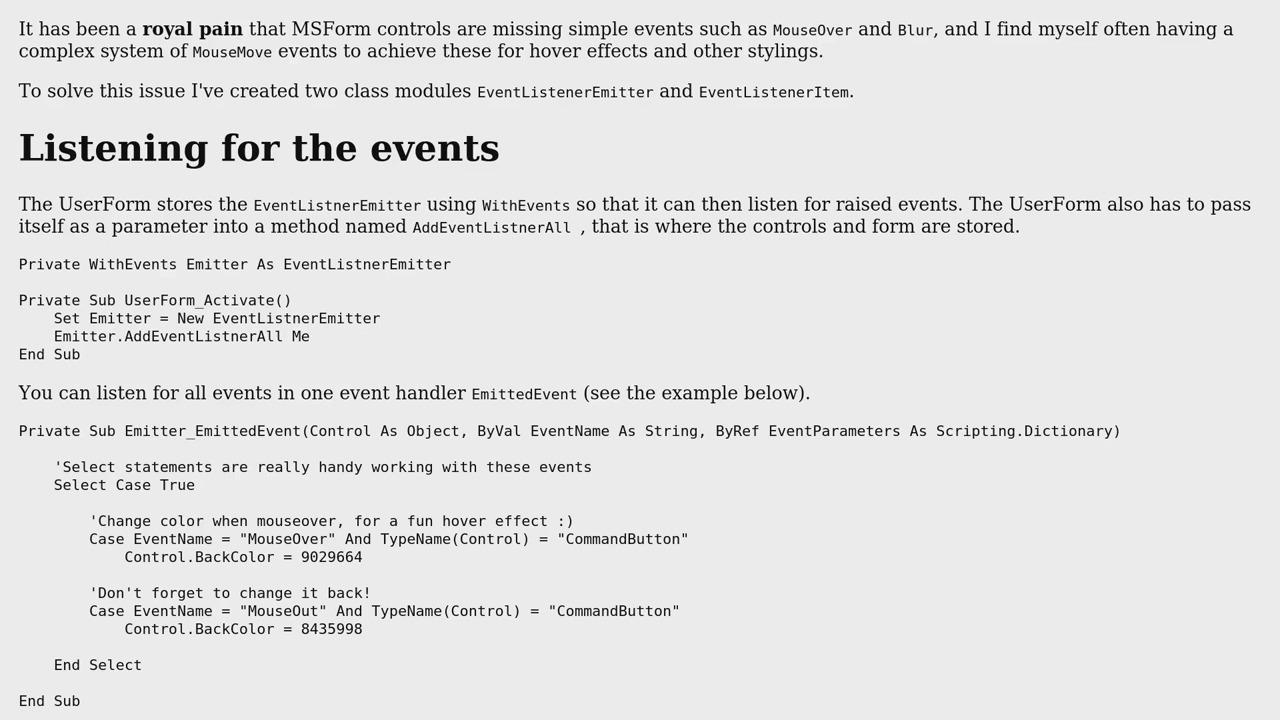 It has been a royal pain that MSForm controls are missing simple events such as MouseOver and Blur, and I find myself often having a
complex system of MouseMove events to achieve these for hover effects and other stylings.
To solve this issue I've created two class modules EventListenerEmitter and EventListenerItem.
Listening for the events
The UserForm stores the EventListnerEmitter using WithEvents so that it can then listen for raised events. The UserForm also has to pass
itself as a parameter into a method named AddEventListnerAll , that is where the controls and form are stored.
Private WithEvents Emitter As EventListnerEmitter
Private Sub UserForm_Activate()
    Set Emitter = New EventListnerEmitter
    Emitter.AddEventListnerAll Me
End Sub
You can listen for all events in one event handler EmittedEvent (see the example below).
Private Sub Emitter_EmittedEvent(Control As Object, ByVal EventName As String, ByRef EventParameters As Scripting.Dictionary)
    'Select statements are really handy working with these events
    Select Case True
        'Change color when mouseover, for a fun hover effect :)
        Case EventName = "MouseOver" And TypeName(Control) = "CommandButton"
            Control.BackColor = 9029664
        'Don't forget to change it back!
        Case EventName = "MouseOut" And TypeName(Control) = "CommandButton"
            Control.BackColor = 8435998
    End Select
End Sub